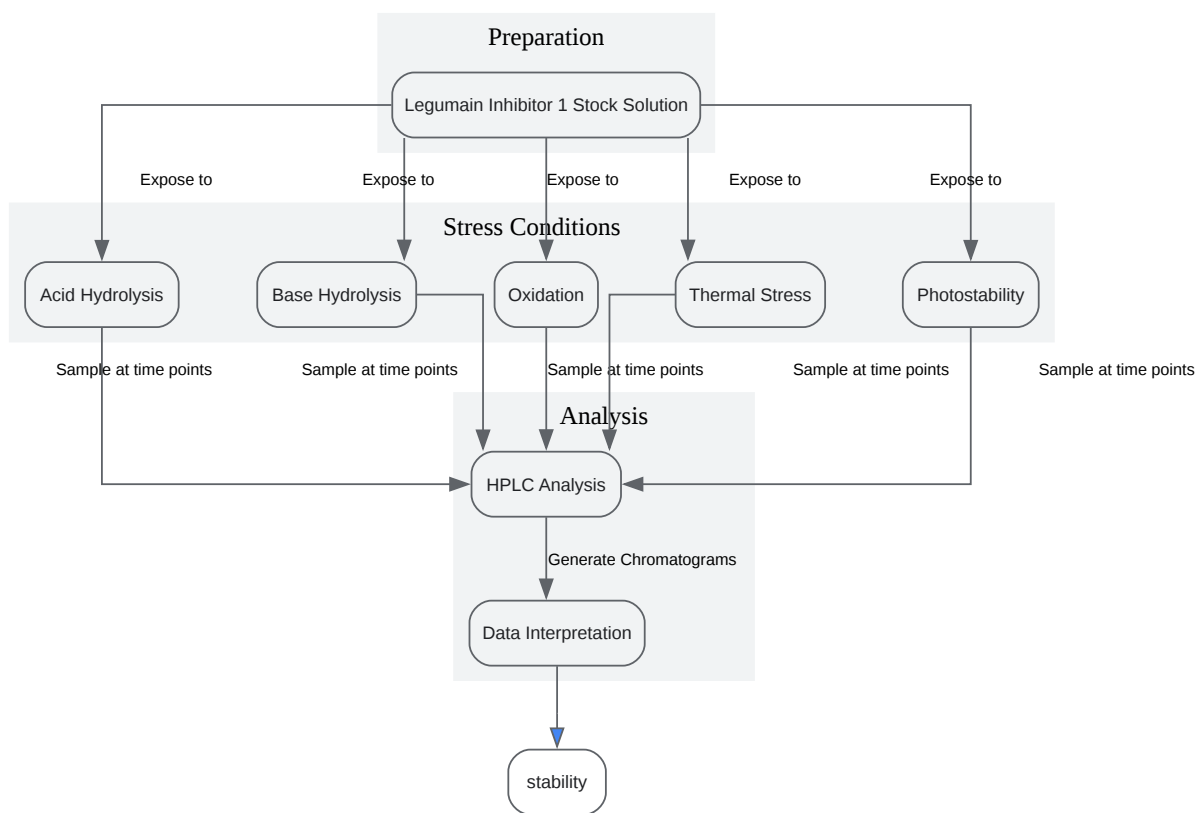 Preparation
Legumain Inhibitor 1 Stock Solution
Expose to
Expose to
Expose to
Expose to
Expose to
Stress Conditions
Acid Hydrolysis
Base Hydrolysis
Oxidation
Thermal Stress
Photostability
Sample at time points
Sample at time points
Sample at time points
Sample at time points
Sample at time points
Analysis
HPLC Analysis
Generate Chromatograms
Data Interpretation
stability